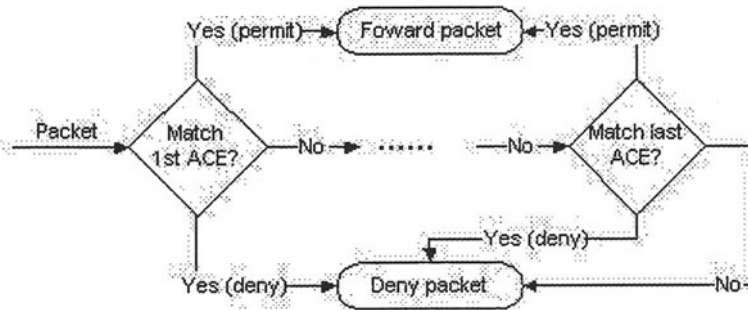 Yes (permit)
Foward packet
Yes (permit)
Packet
Match
1st ACE?
No
......
No
Match last
ACE?
Yes (deny)
Yes (deny)
Deny packet
No